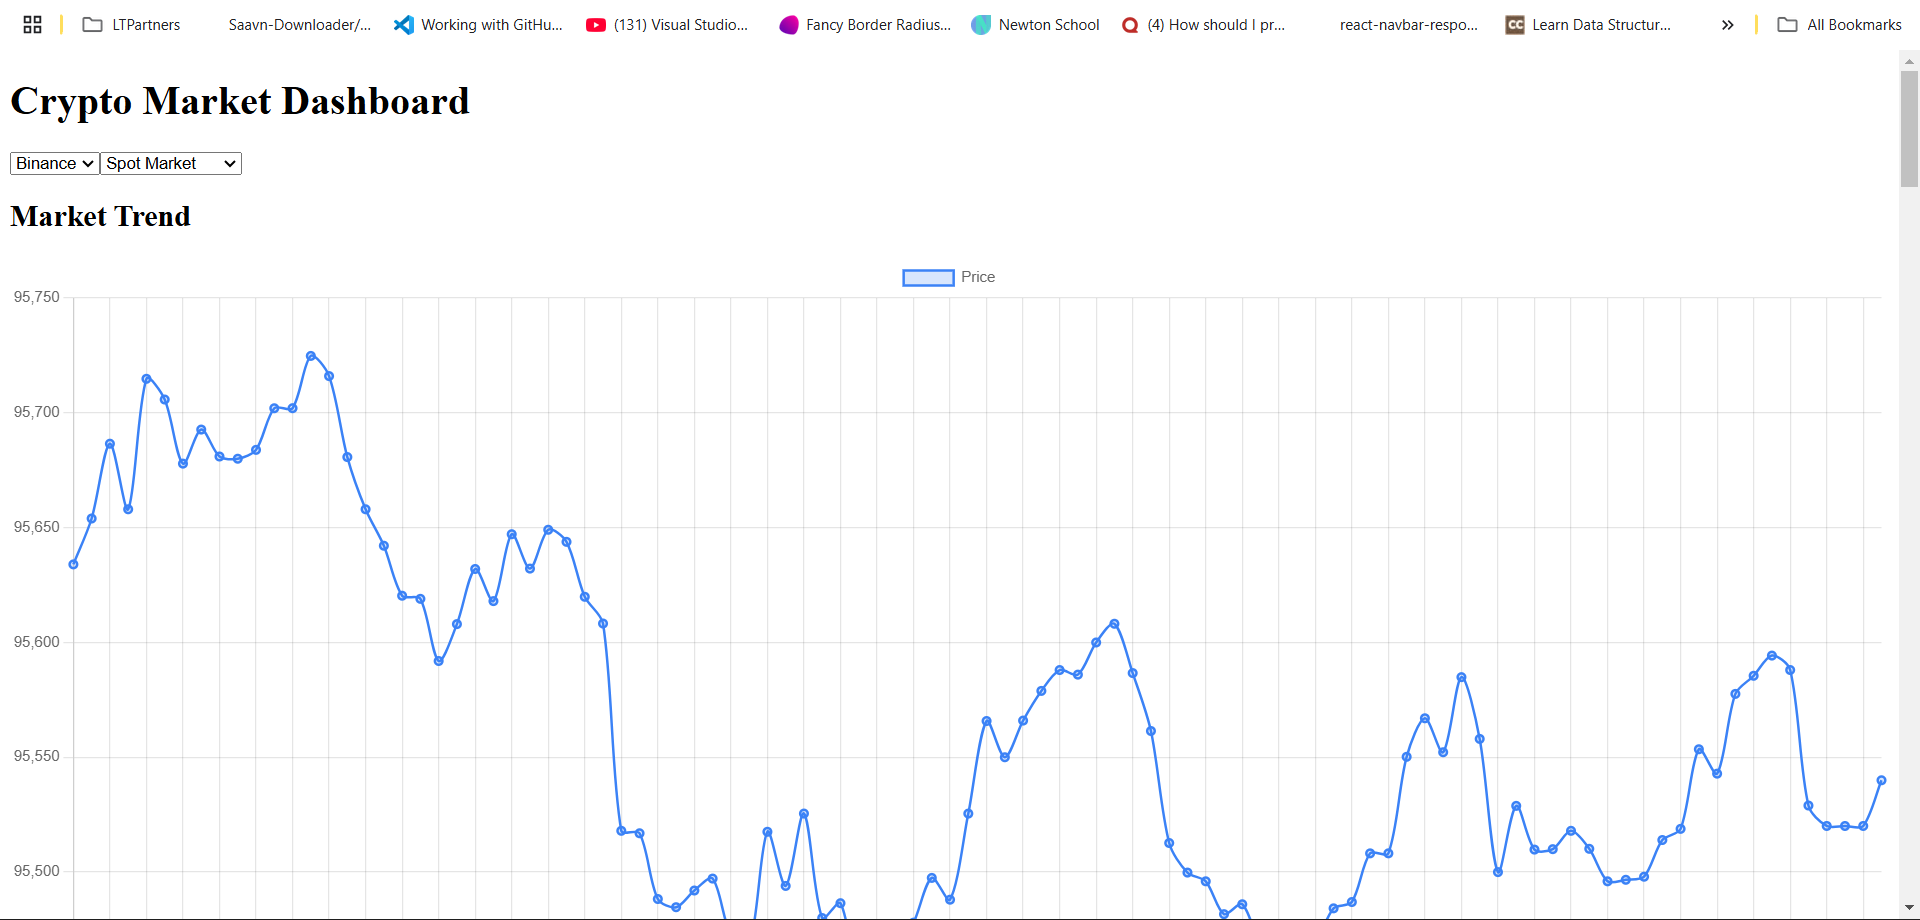 LTPartners Saavn-Downloader/... Working with GitHu... (131) Visual Studio... Fancy Border Radius... Newton School (4) How should I pr... react-navbar-respo... CC Learn Data Structur... » All Bookmarks
Crypto Market Dashboard
Binance Spot Market
Market Trend
Price
95,750
95,700
95,650
95,600
95,550
95,500